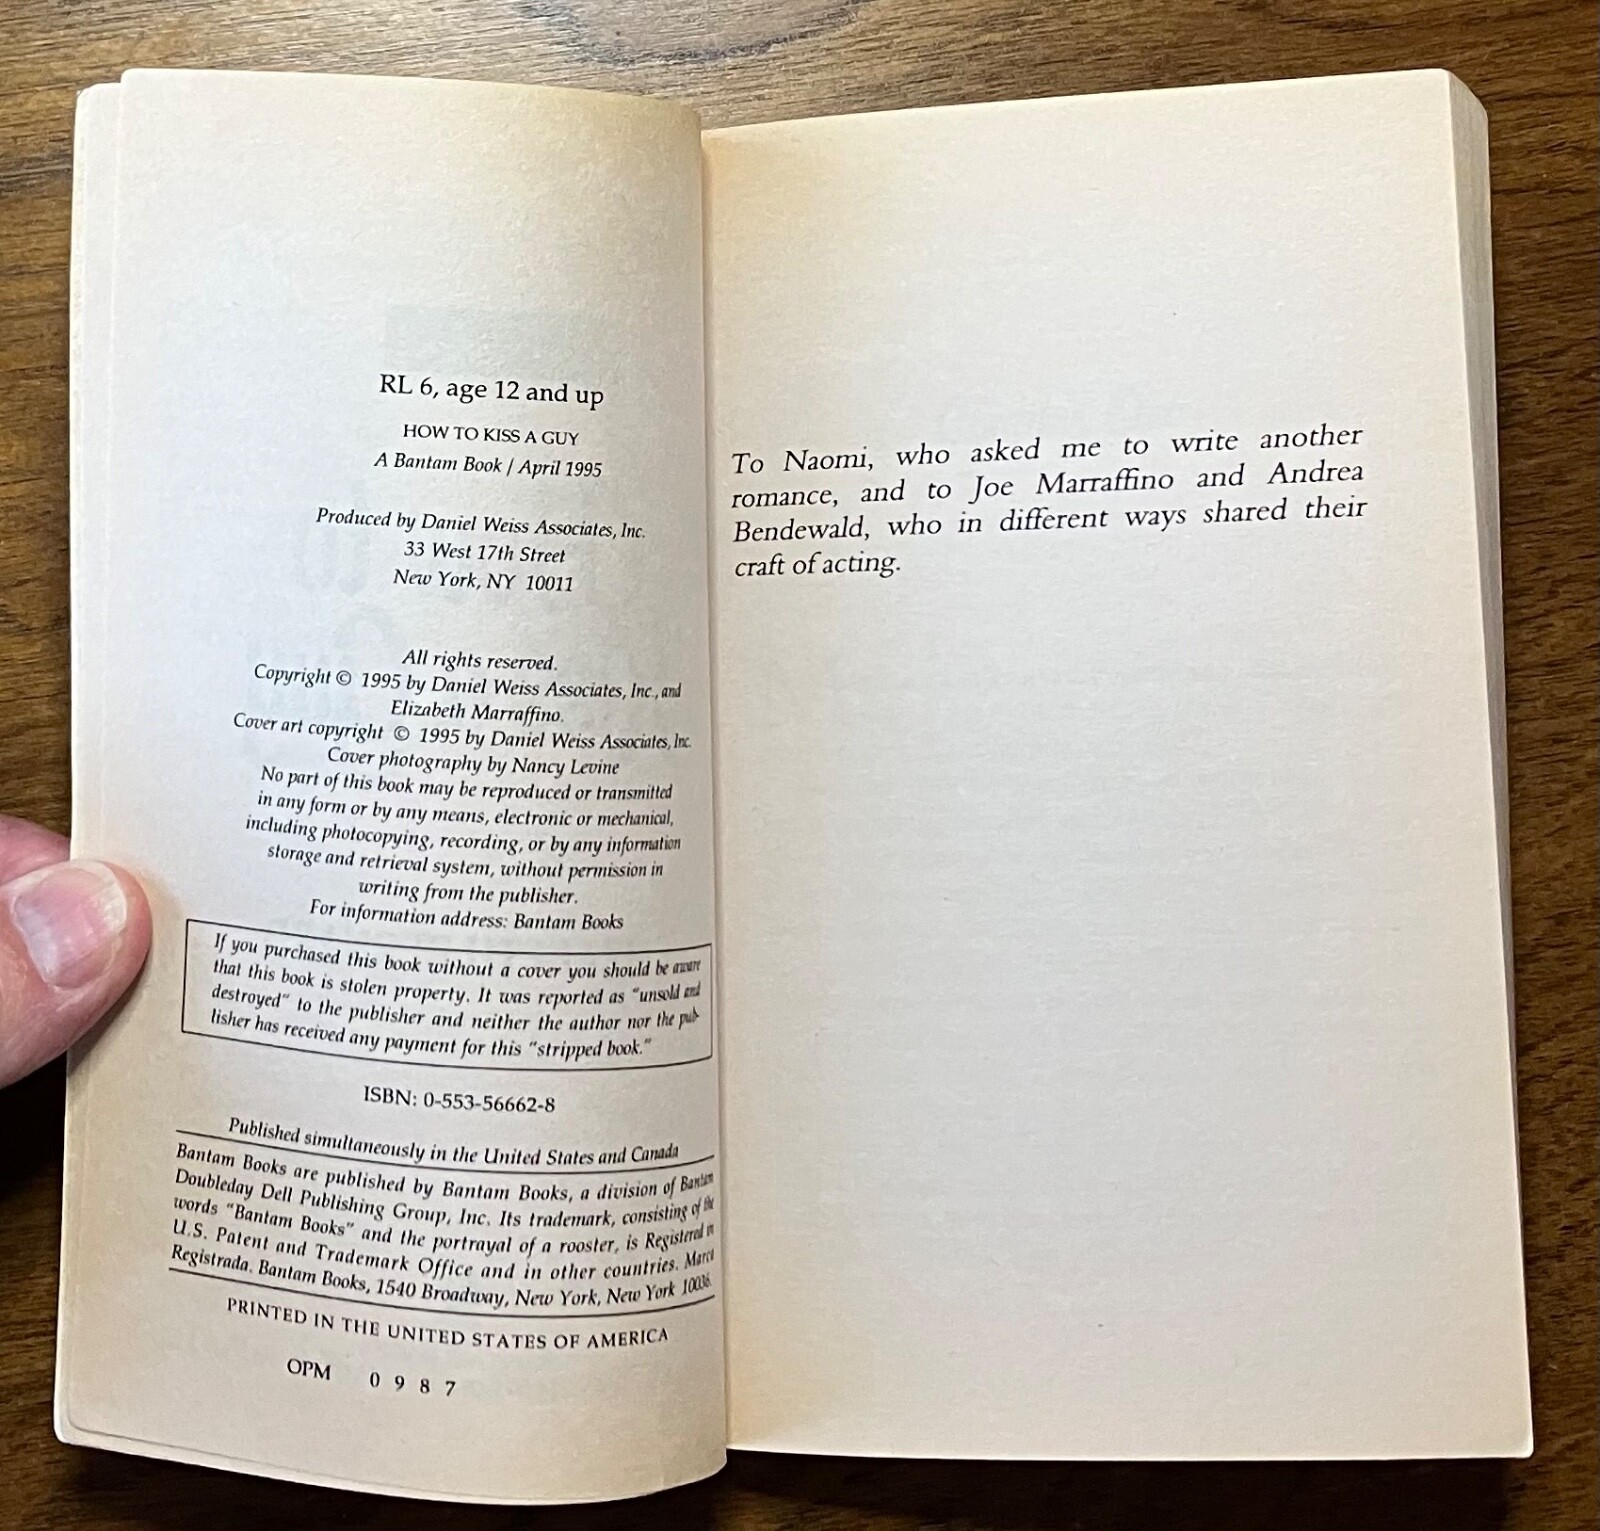 RL 6, age 12 and up
HOW TO KISS A GUY
A Bantam Book / April 1995
Produced by Daniel Weiss Associates, Inc.
33 West 17th Street
New York, NY 10011
All rights reserved.
Copyright © 1995 by Daniel Weiss Associates, Inc., and
Elizabeth Marraffino.
Cover art copyright © 1995 by Daniel Weiss Associates, Inc.
Cover photography by Nancy Levine
No part of this book may be reproduced or transmitted
in any form or by any means, electronic or mechanical,
including photocopying, recording, or by any information
storage and retrieval system, without permission in
writing from the publisher.
For information address: Bantam Books
If you purchased this book without a cover you should be aware
that this book is stolen property. It was reported as "unsold and
destroyed" to the publisher and neither the author nor the pub-
lisher has received any payment for this "stripped book."
ISBN: 0-553-56662-8
Published simultaneously in the United States and Canada
Bantam Books are published by Bantam Books, a division of Bantam
Doubleday Dell Publishing Group, Inc. Its trademark, consisting of the
words "Bantam Books" and the portrayal of a rooster, is Registered in
U.S. Patent and Trademark Office and in other countries. Marca
Registrada. Bantam Books, 1540 Broadway, New York, New York 10036.
PRINTED IN THE UNITED STATES OF AMERICA
OPM 0 9 8 7
To Naomi, who asked me to write another
romance, and to Joe Marraffino and Andrea
Bendewald, who in different ways shared their
craft of acting.